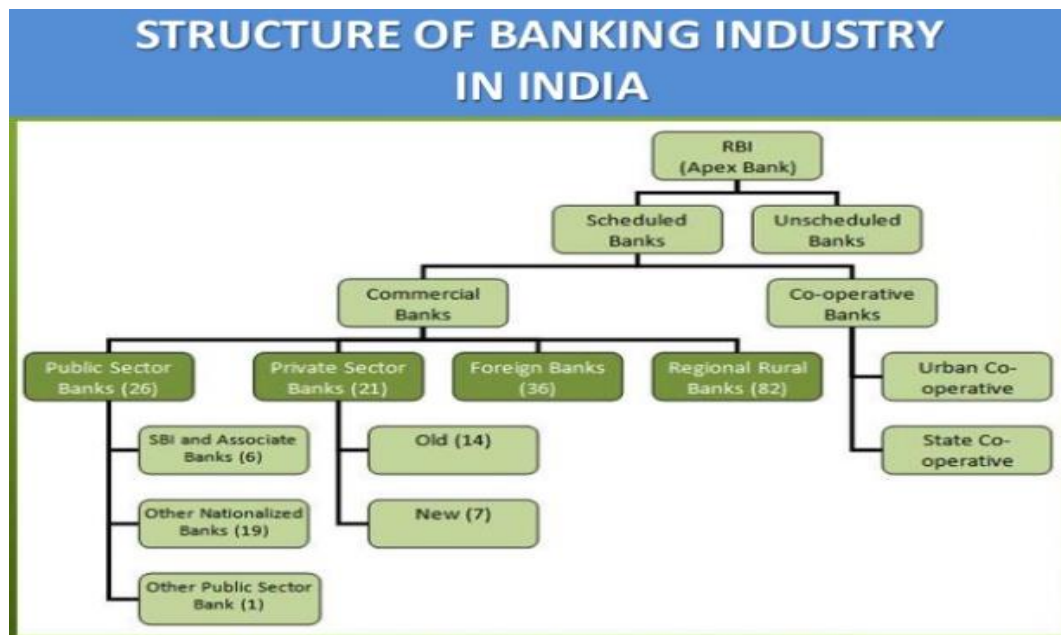 STRUCTURE OF BANKING INDUSTRY
IN INDIA
RBI
(Apex Bank)
Scheduled
Banks
Unscheduled
Banks
Commercial
Banks
Co-operative
Banks
Public Sector
Banks (26)
Private Sector
Banks (21)
Foreign Banks
(36)
Regional Rural
Banks (82)
Urban Co-
operative
SBI and Associate
Banks (6)
Old (14)
State Co-
operative
Other Nationalized
Banks (19)
New (7)
Other Public Sector
Bank (1)